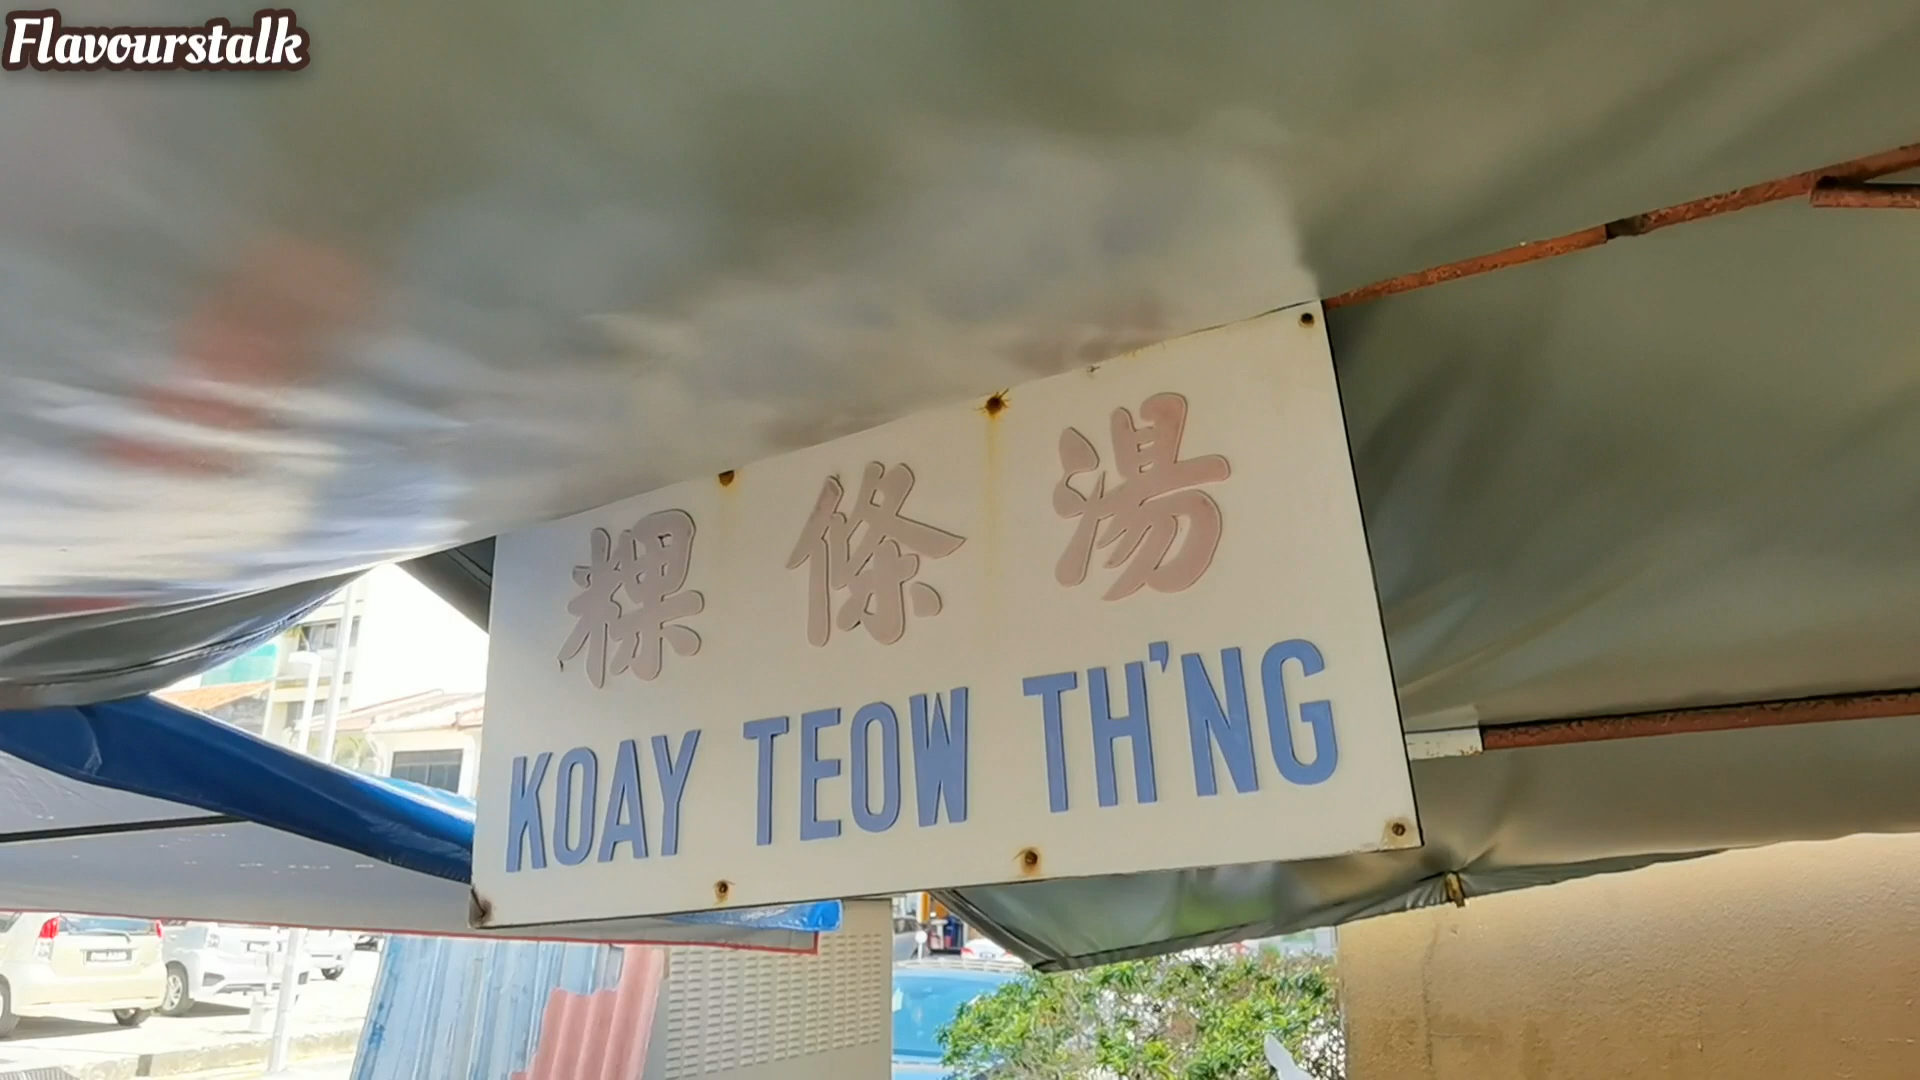 Flavourstalk
粿條湯
KOAY TEOW TH'NG